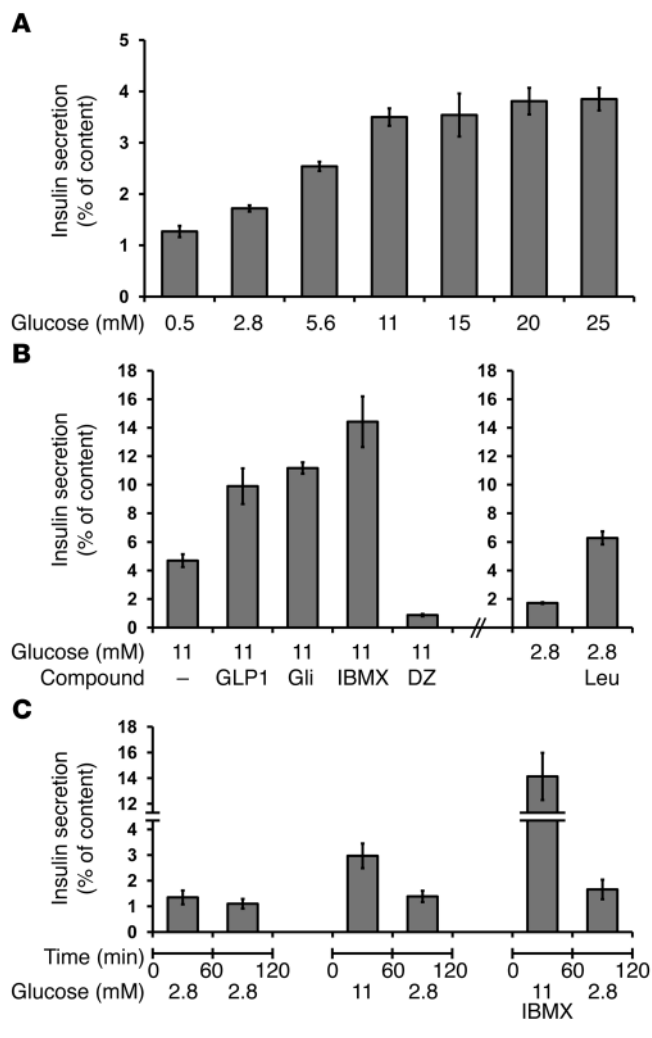 A
Insulin secretion
(% of content)
5
4
3
2
1
0
Glucose (mM) 0.5 2.8 5.6 11 15 20 25
B
Insulin secretion
(% of content)
18 18
16 16
14 14
12 12
10 10
8 8
6 6
4 4
2 2
0 0
Glucose (mM) 11 11 11 11 11 2.8 2.8
Compound – GLP1 Gli IBMX DZ Leu
C
Insulin secretion
(% of content)
18
16
14
12
4
3
2
1
0
Time (min)
0 60 120 0 60 120 0 60 120
Glucose (mM) 2.8 2.8 11 2.8 11 2.8
IBMX